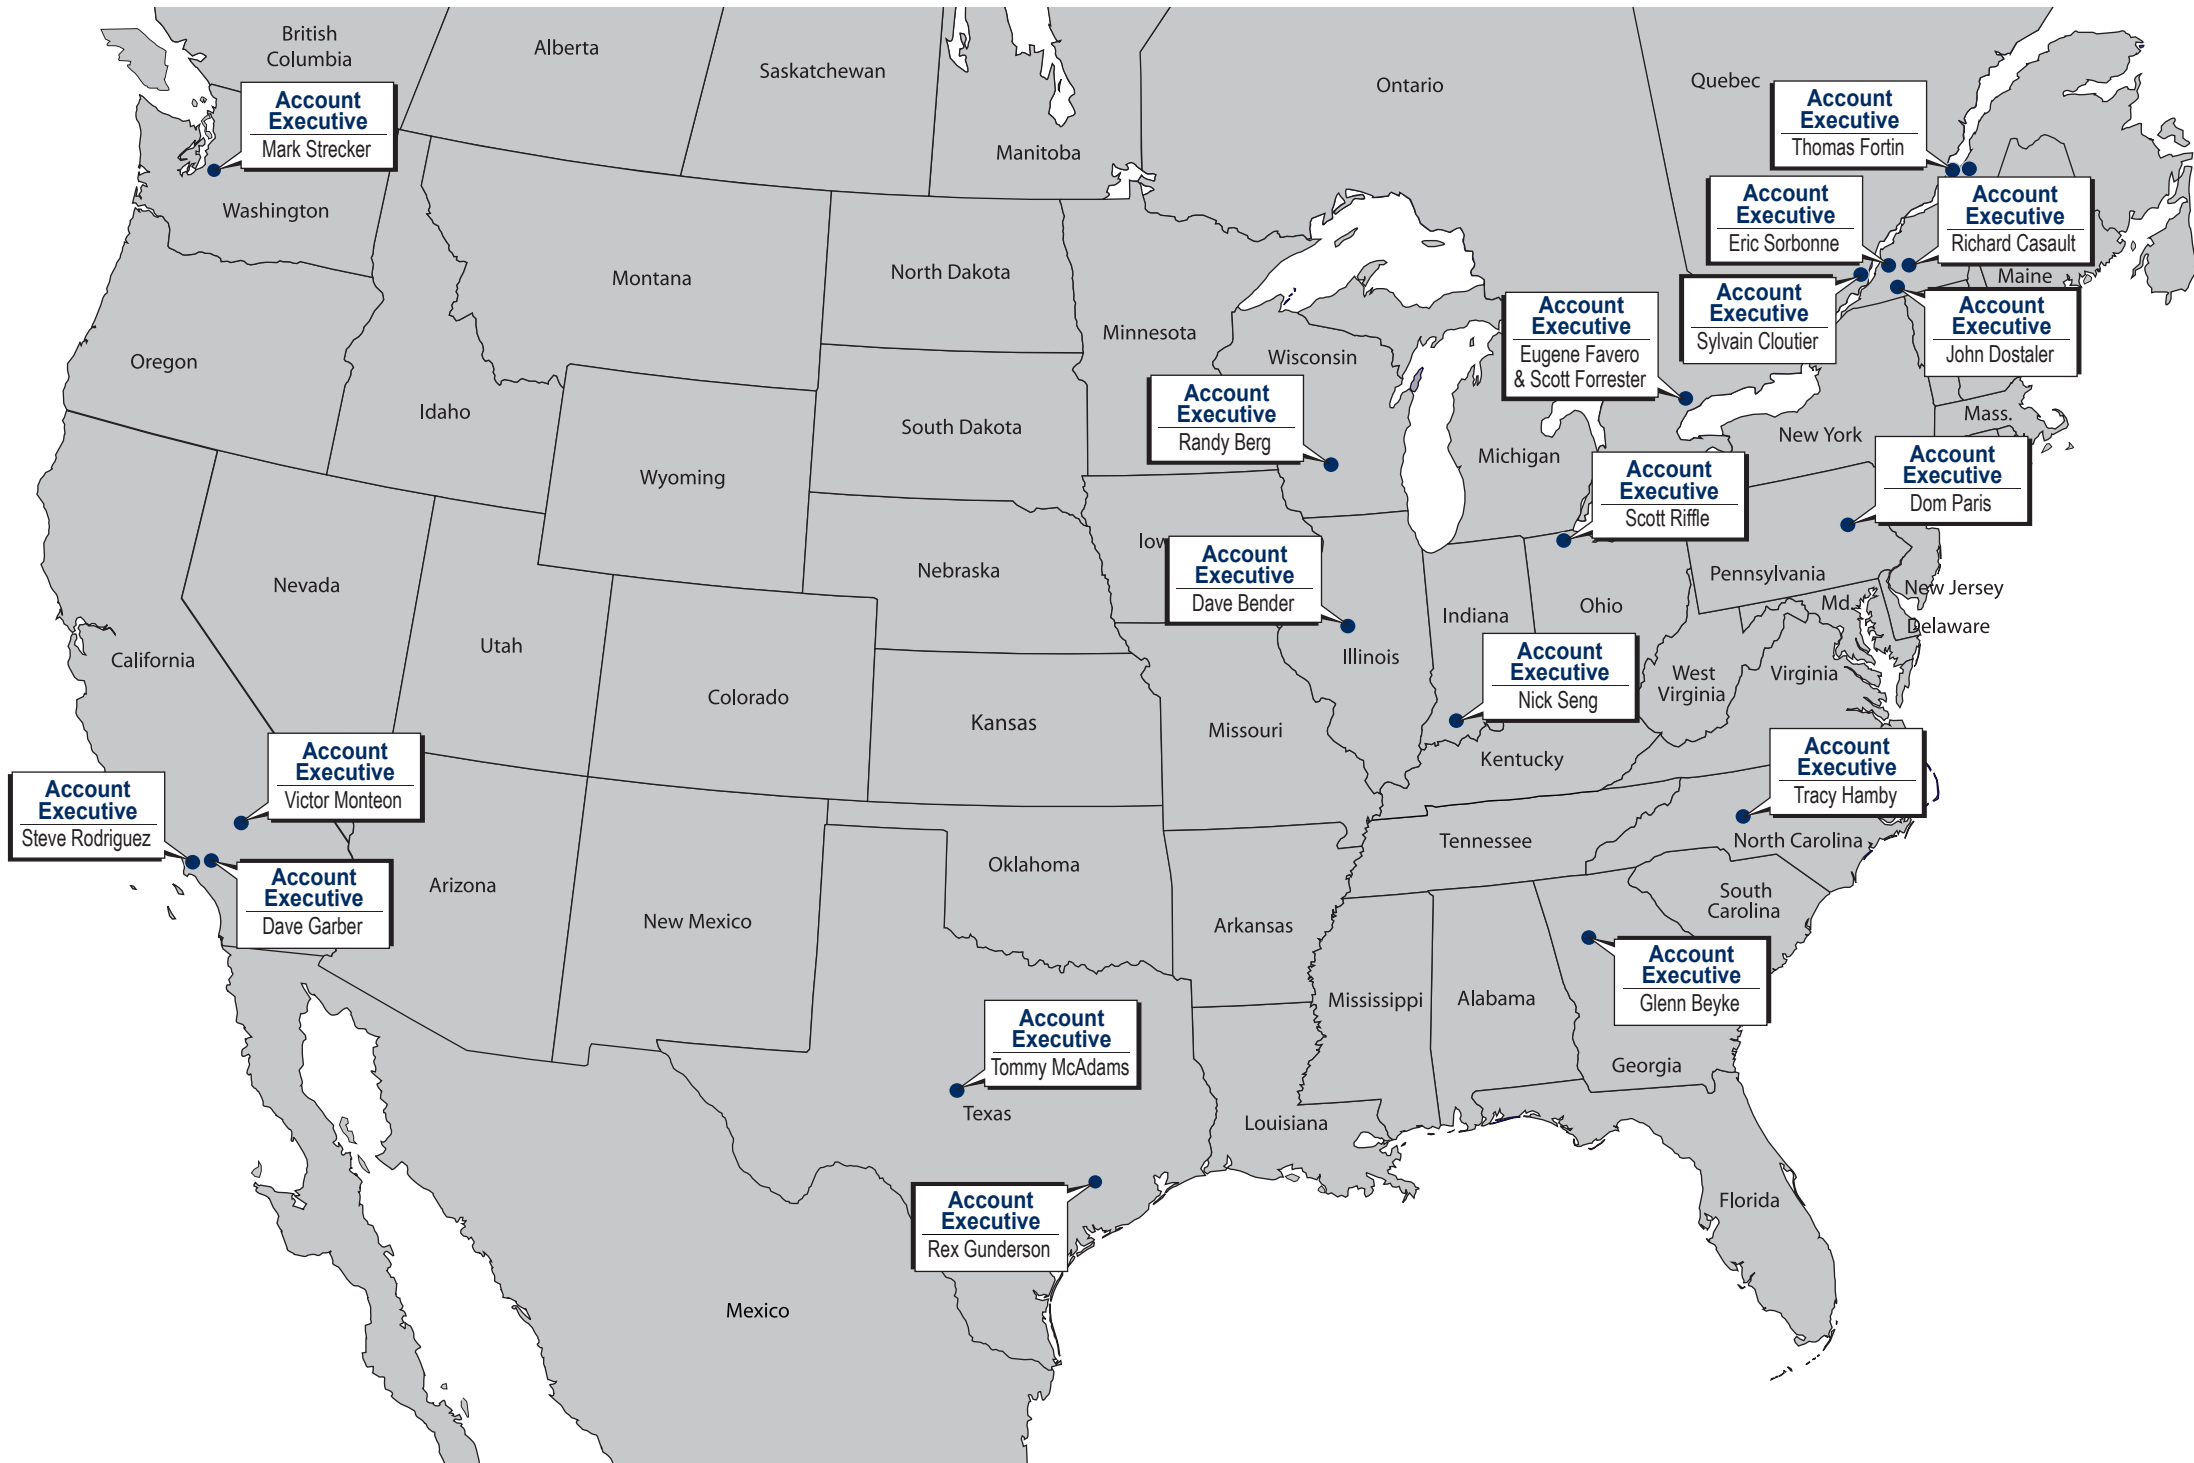 British
Columbia
Alberta
Saskatchewan
Manitoba
Ontario
Quebec
Account
Executive
Mark Strecker
Account
Executive
Thomas Fortin
Account
Executive
Eric Sorbonne
Account
Executive
Richard Casault
Washington
Montana
North Dakota
Minnesota
Maine
Account
Executive
Sylvain Cloutier
Account
Executive
John Dostaler
Account
Executive
Eugene Favero
& Scott Forrester
Oregon
Idaho
Wyoming
South Dakota
Wisconsin
Account
Executive
Randy Berg
Michigan
New York
Mass.
Account
Executive
Scott Riffle
Account
Executive
Dom Paris
Iow
Account
Executive
Dave Bender
Nevada
Utah
Nebraska
Illinois
Indiana
Ohio
Pennsylvania
New Jersey
Md.
Delaware
California
Colorado
Kansas
Missouri
Account
Executive
Nick Seng
West
Virginia
Virginia
Kentucky
Account
Executive
Victor Monteon
Account
Executive
Steve Rodriguez
Account
Executive
Dave Garber
Account
Executive
Tracy Hamby
Arizona
New Mexico
Oklahoma
Arkansas
Tennessee
North Carolina
South
Carolina
Account
Executive
Glenn Beyke
Mississippi
Alabama
Georgia
Account
Executive
Tommy McAdams
Texas
Louisiana
Florida
Account
Executive
Rex Gunderson
Mexico